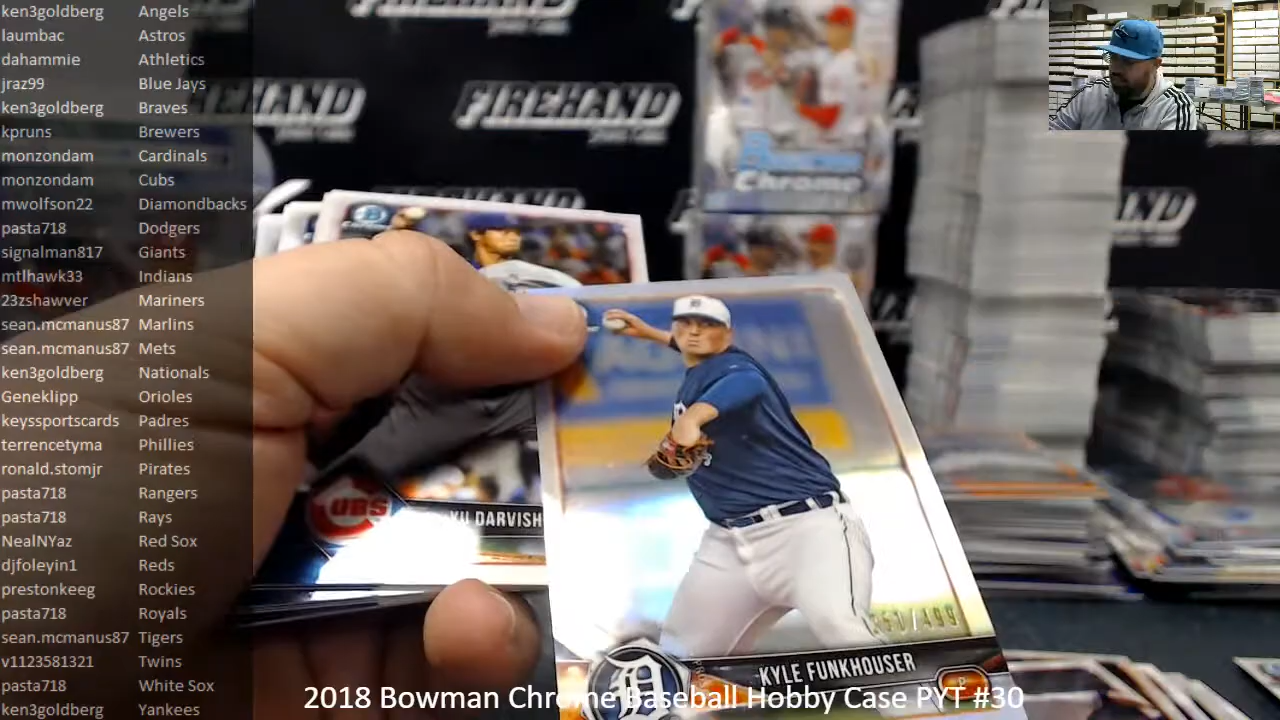 ken3goldberg Angels
laumbac Astros
dahammie Athletics
jraz99 Blue Jays
ken3goldberg Braves
kpruns Brewers
monzondam Cardinals
monzondam Cubs
mwolfson22 Diamondbacks
pasta718 Dodgers
signalman817 Giants
mtlhawk33 Indians
23zshawver Mariners
sean.mcmanus87 Marlins
sean.mcmanus87 Mets
ken3goldberg Nationals
Geneklipp Orioles
keyssportscards Padres
terrencetyma Phillies
ronald.stomjr Pirates
pasta718 Rangers
pasta718 Rays
NealNYaz Red Sox
djfoleyin1 Reds
prestonkeeg Rockies
pasta718 Royals
sean.mcmanus87 Tigers
v1123581321 Twins
pasta718 White Sox
ken3goldberg Yankees
FIREHAND
Bowman
Chrome
CUBS
YU DARVISH
/499
KYLE FUNKHOUSER
P
D
2018 Bowman Chrome Baseball Hobby Case PYT #30